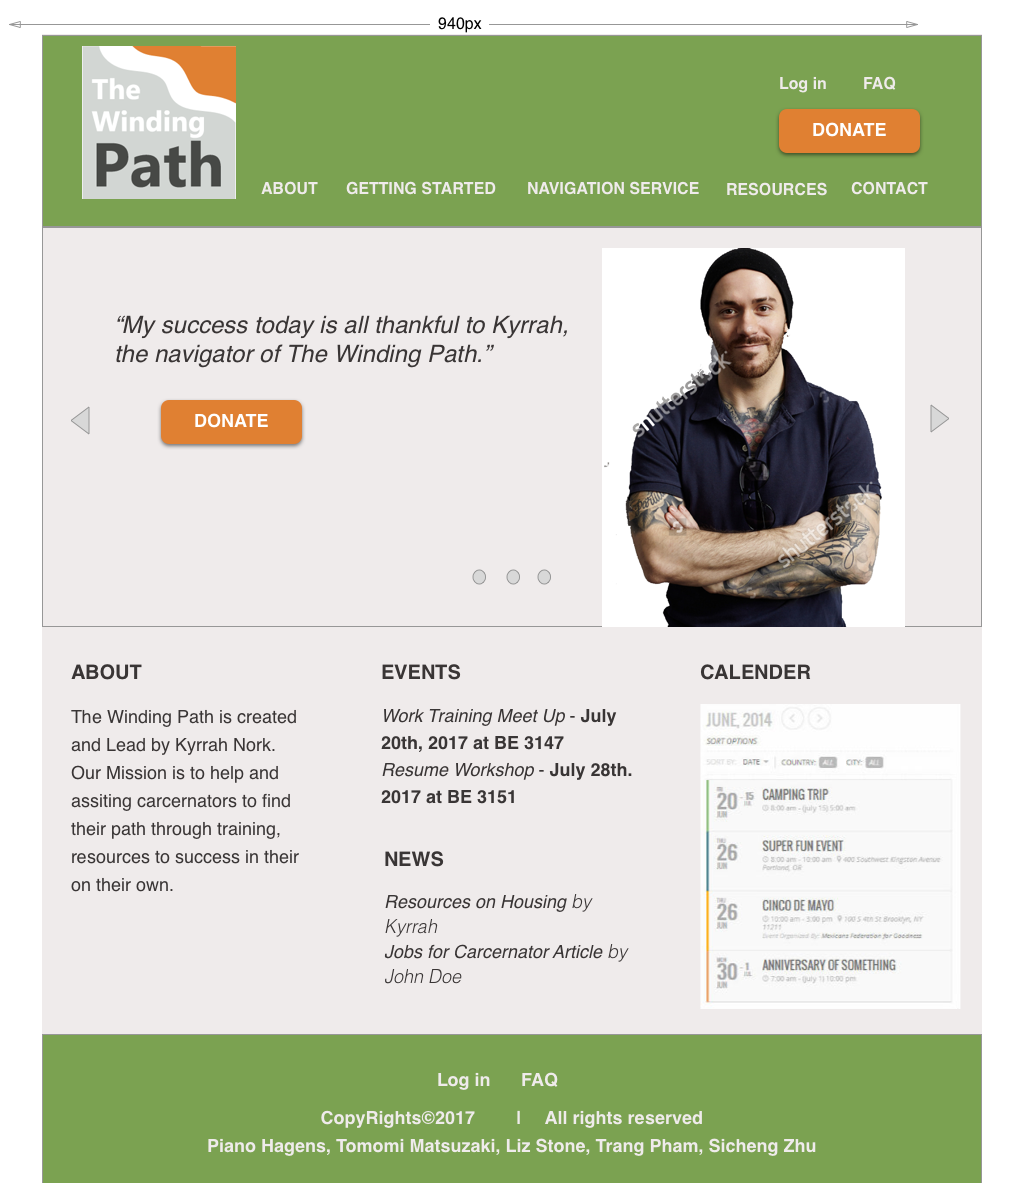 940px
The
Winding
Path
Log in FAQ
DONATE
ABOUT GETTING STARTED NAVIGATION SERVICE RESOURCES CONTACT
“My success today is all thankful to Kyrrah,
the navigator of The Winding Path.”
DONATE
shutterstock
shutterstock
ABOUT
The Winding Path is created
and Lead by Kyrrah Nork.
Our Mission is to help and
assiting carcernators to find
their path through training,
resources to success in their
on their own.
EVENTS
Work Training Meet Up - July
20th, 2017 at BE 3147
Resume Workshop - July 28th.
2017 at BE 3151
NEWS
Resources on Housing by
Kyrrah
Jobs for Carcernator Article by
John Doe
CALENDER
JUNE, 2014
SORT OPTIONS
SORT BY: DATE COUNTRY: ALL CITY: ALL
FRI
20 - 15
JUN JUL
CAMPING TRIP
8:00 am - (july 15) 5:00 am
THU
26
JUN
SUPER FUN EVENT
8:00 am - 10:00 am 400 Southwest Kingston Avenue
Portland, OR
THU
26
JUN
CINCO DE MAYO
10:00 am - 3:00 pm 100 S 4th St Brooklyn, NY
11211
Event Organized By: Mexicans Federation for Goodness
MON
30 - 1
JUN JUL
ANNIVERSARY OF SOMETHING
7:00 am - (july 1) 10:00 pm
Log in FAQ
CopyRights©2017 | All rights reserved
Piano Hagens, Tomomi Matsuzaki, Liz Stone, Trang Pham, Sicheng Zhu